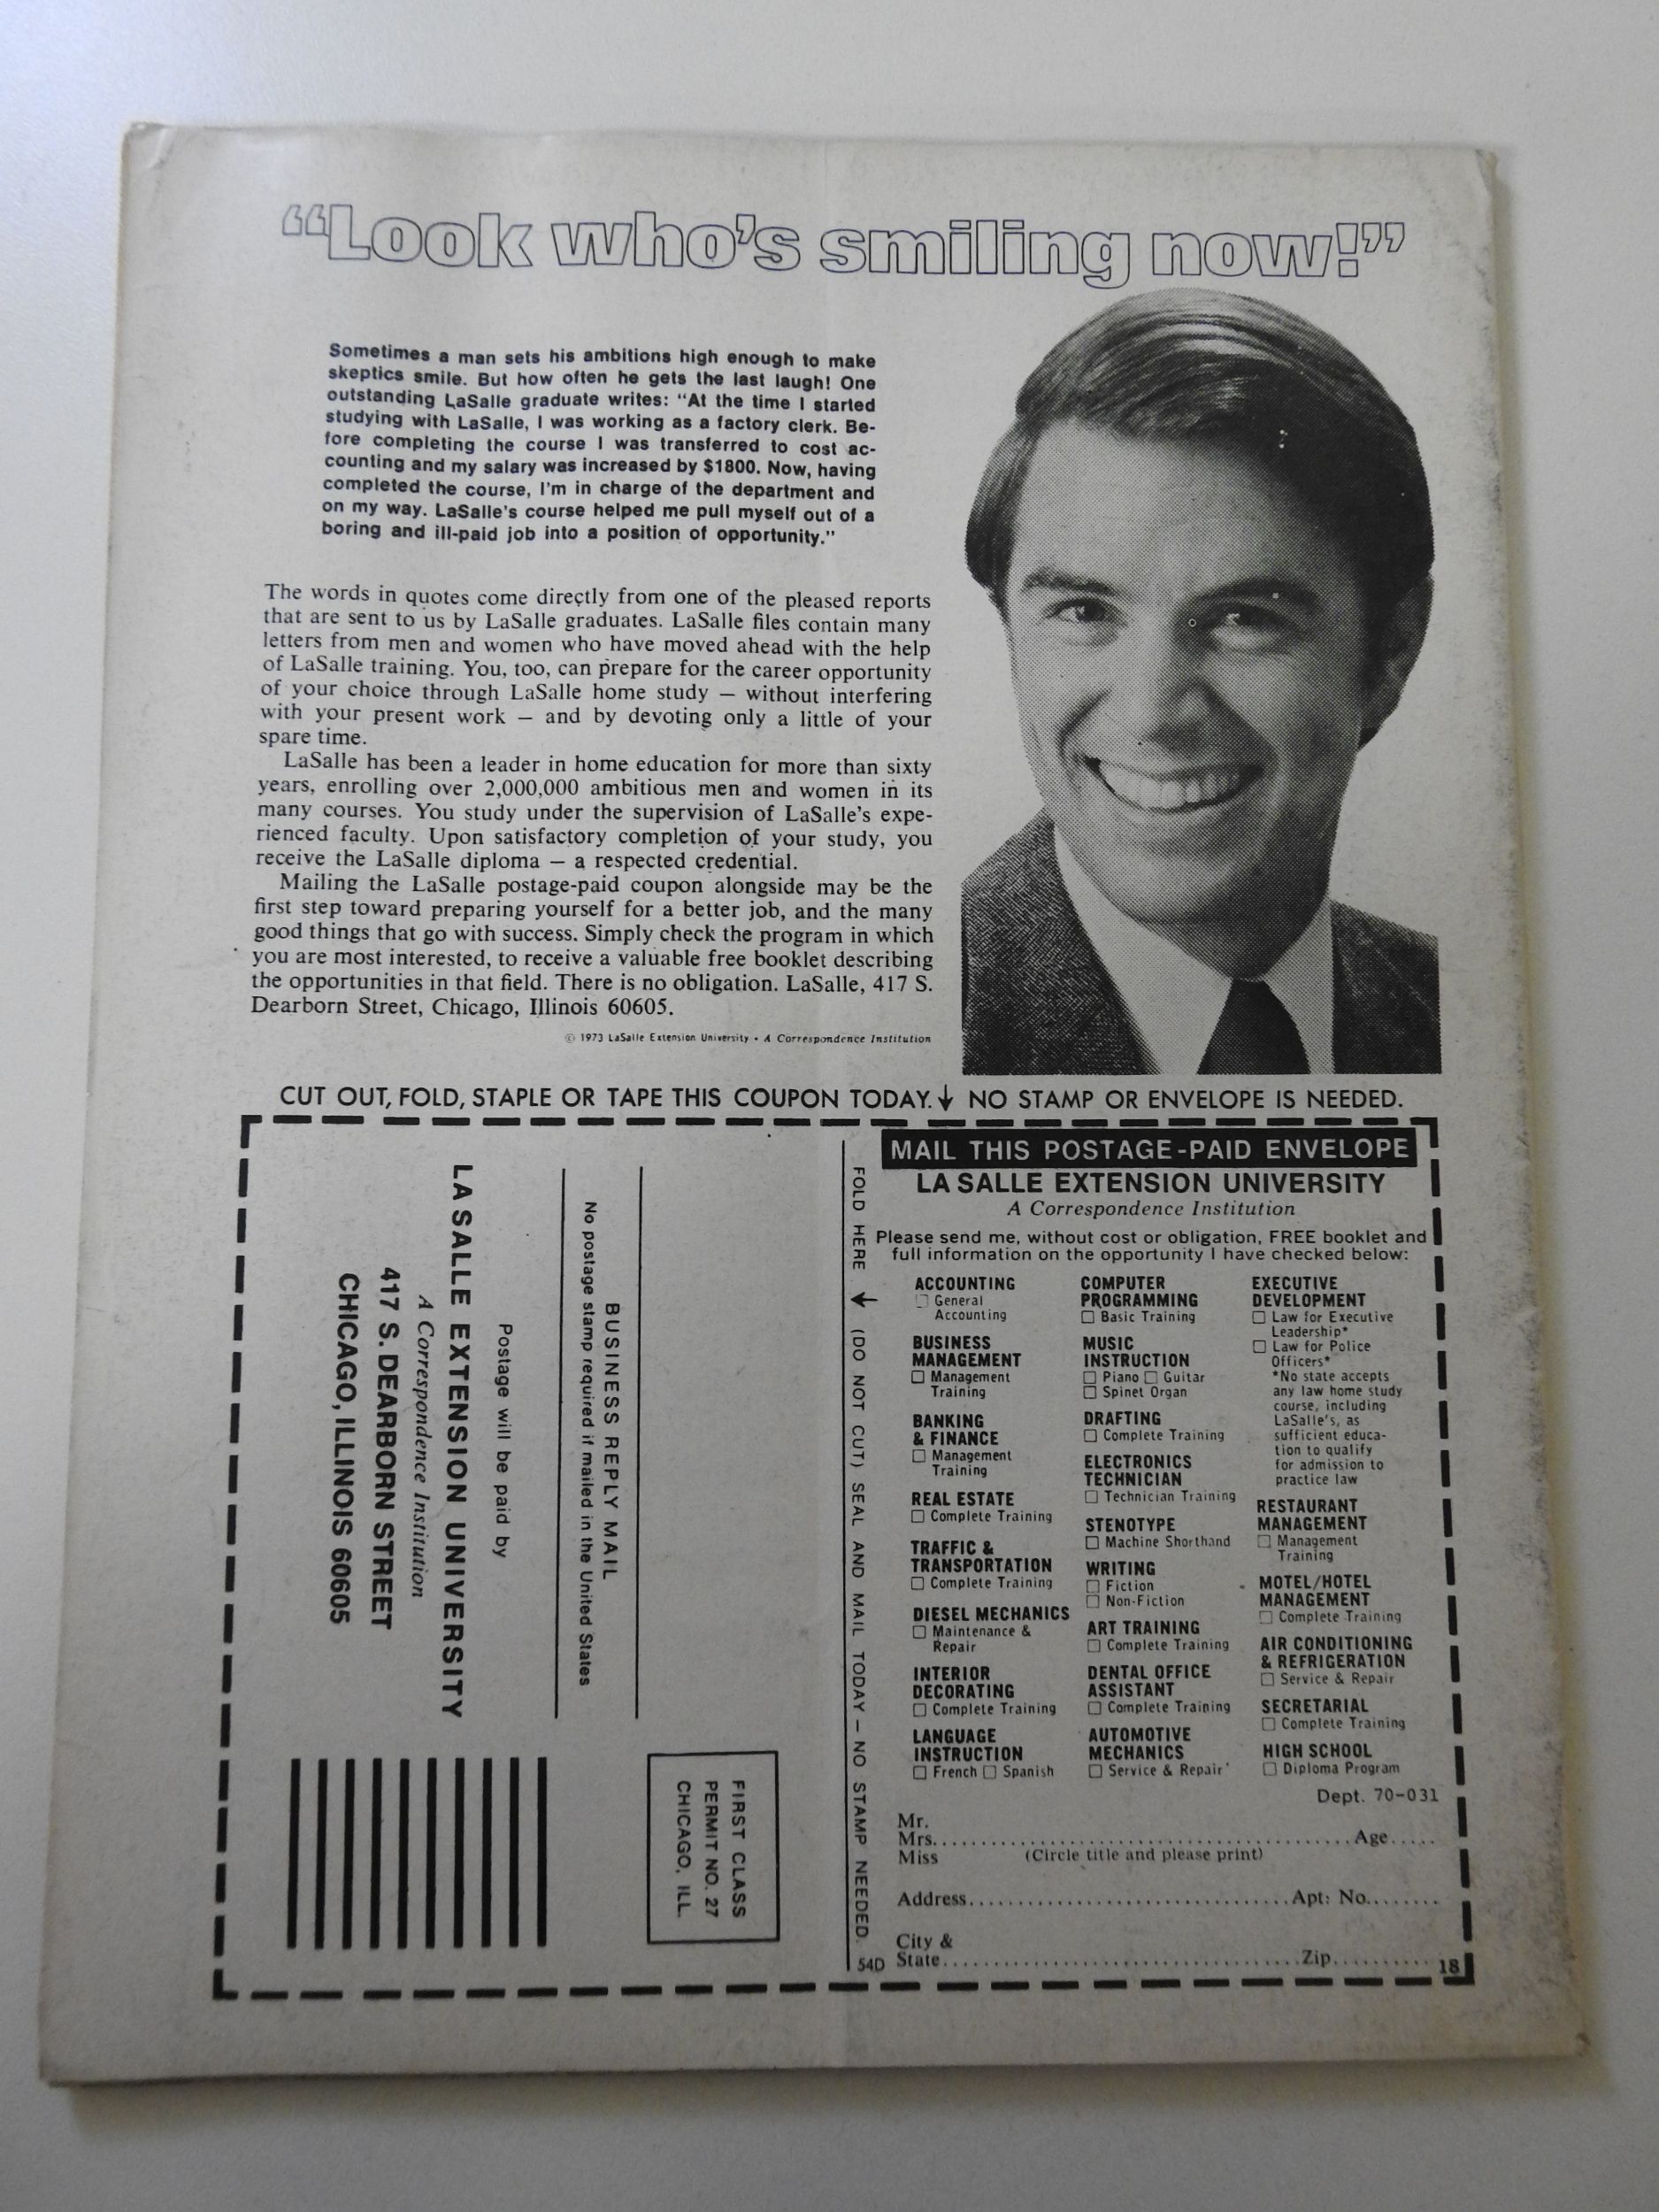 “Look who's smiling now!”
Sometimes a man sets his ambitions high enough to make
skeptics smile. But how often he gets the last laugh! One
outstanding LaSalle graduate writes: “At the time I started
studying with LaSalle, I was working as a factory clerk. Be-
fore completing the course I was transferred to cost ac-
counting and my salary was increased by $1800. Now, having
completed the course, I'm in charge of the department and
on my way. LaSalle's course helped me pull myself out of a
boring and ill-paid job into a position of opportunity.”
The words in quotes come directly from one of the pleased reports
that are sent to us by LaSalle graduates. LaSalle files contain many
letters from men and women who have moved ahead with the help
of LaSalle training. You, too, can prepare for the career opportunity
of your choice through LaSalle home study — without interfering
with your present work — and by devoting only a little of your
spare time.
LaSalle has been a leader in home education for more than sixty
years, enrolling over 2,000,000 ambitious men and women in its
many courses. You study under the supervision of LaSalle's expe-
rienced faculty. Upon satisfactory completion of your study, you
receive the LaSalle diploma — a respected credential.
Mailing the LaSalle postage-paid coupon alongside may be the
first step toward preparing yourself for a better job, and the many
good things that go with success. Simply check the program in which
you are most interested, to receive a valuable free booklet describing
the opportunities in that field. There is no obligation. LaSalle, 417 S.
Dearborn Street, Chicago, Illinois 60605.
© 1973 LaSalle Extension University • A Correspondence Institution
CUT OUT, FOLD, STAPLE OR TAPE THIS COUPON TODAY.↓ NO STAMP OR ENVELOPE IS NEEDED.
FIRST CLASS
PERMIT NO. 27
CHICAGO, ILL.
BUSINESS REPLY MAIL
No postage stamp required if mailed in the United States
Postage will be paid by
LA SALLE EXTENSION UNIVERSITY
A Correspondence Institution
417 S. DEARBORN STREET
CHICAGO, ILLINOIS 60605
FOLD HERE ↓ (DO NOT CUT) SEAL AND MAIL TODAY — NO STAMP NEEDED.
54D
MAIL THIS POSTAGE-PAID ENVELOPE
LA SALLE EXTENSION UNIVERSITY
A Correspondence Institution
Please send me, without cost or obligation, FREE booklet and
full information on the opportunity I have checked below:
ACCOUNTING
☐ General
Accounting
BUSINESS
MANAGEMENT
☐ Management
Training
BANKING
& FINANCE
☐ Management
Training
REAL ESTATE
☐ Complete Training
TRAFFIC &
TRANSPORTATION
☐ Complete Training
DIESEL MECHANICS
☐ Maintenance &
Repair
INTERIOR
DECORATING
☐ Complete Training
LANGUAGE
INSTRUCTION
☐ French ☐ Spanish
COMPUTER
PROGRAMMING
☐ Basic Training
MUSIC
INSTRUCTION
☐ Piano ☐ Guitar
☐ Spinet Organ
DRAFTING
☐ Complete Training
ELECTRONICS
TECHNICIAN
☐ Technician Training
STENOTYPE
☐ Machine Shorthand
WRITING
☐ Fiction
☐ Non-Fiction
ART TRAINING
☐ Complete Training
DENTAL OFFICE
ASSISTANT
☐ Complete Training
AUTOMOTIVE
MECHANICS
☐ Service & Repair
EXECUTIVE
DEVELOPMENT
☐ Law for Executive
Leadership*
☐ Law for Police
Officers*
*No state accepts
any law home study
course, including
LaSalle's, as
sufficient educa-
tion to qualify
for admission to
practice law
RESTAURANT
MANAGEMENT
☐ Management
Training
MOTEL/HOTEL
MANAGEMENT
☐ Complete Training
AIR CONDITIONING
& REFRIGERATION
☐ Service & Repair
SECRETARIAL
☐ Complete Training
HIGH SCHOOL
☐ Diploma Program
Dept. 70-031
Mr.
Mrs. Age
Miss (Circle title and please print)
Address Apt. No.
City &
State Zip
18